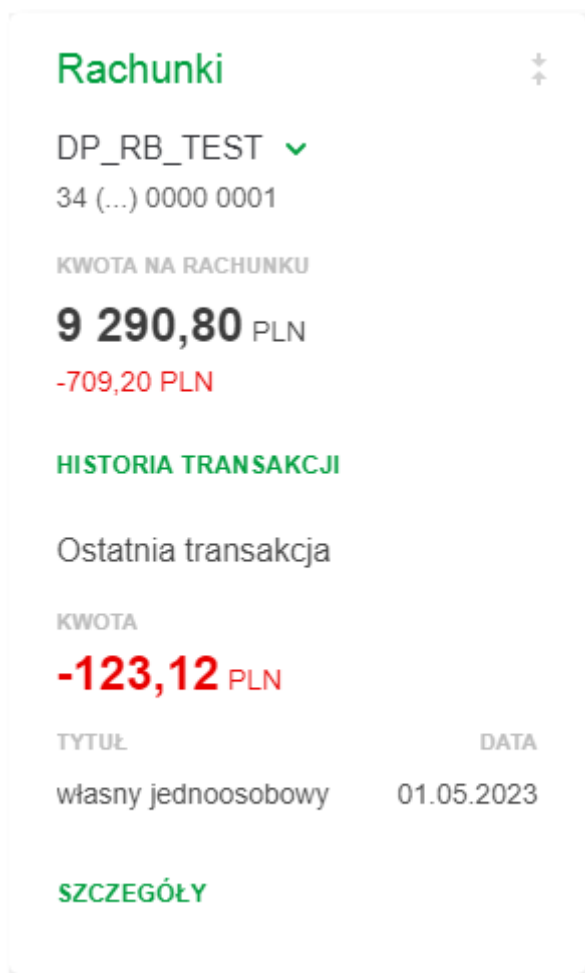 Rachunki
DP_RB_TEST
34 (...) 0000 0001
KWOTA NA RACHUNKU
9 290,80 PLN
-709,20 PLN
HISTORIA TRANSAKCJI
Ostatnia transakcja
KWOTA
-123,12 PLN
TYTUŁ DATA
własny jednoosobowy 01.05.2023
SZCZEGÓŁY